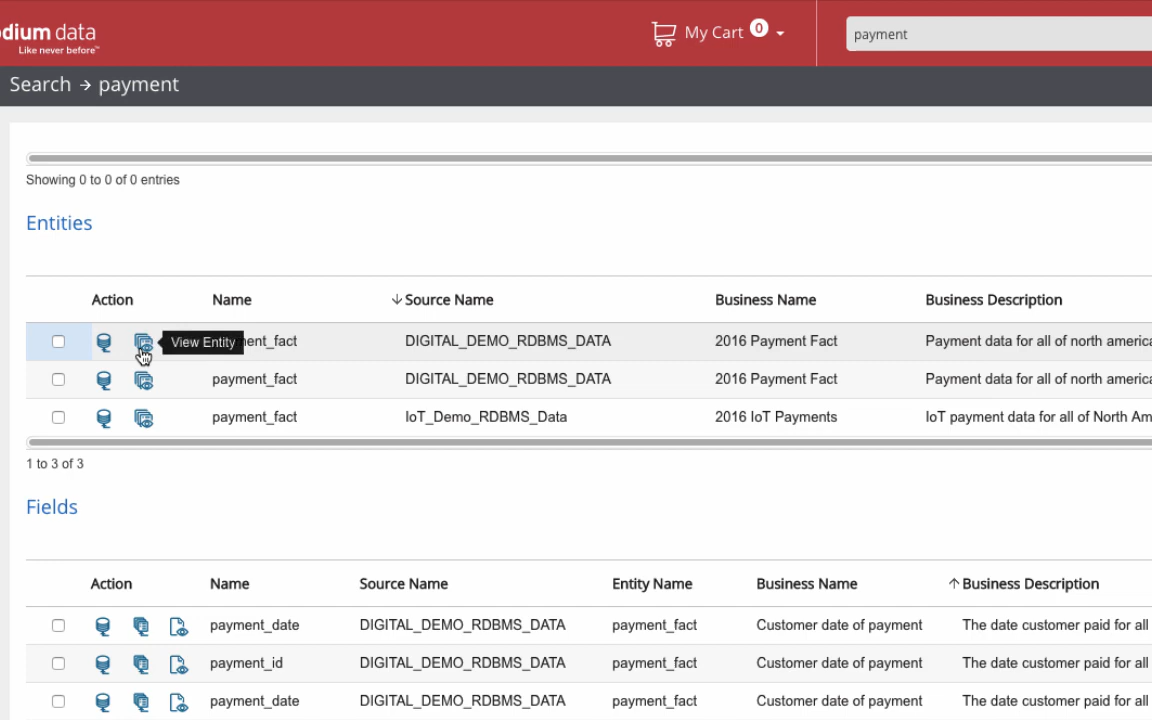 dium data
Like never before™
My Cart 0
payment
Search → payment
Showing 0 to 0 of 0 entries
Entities
Action Name ↓ Source Name Business Name Business Description
View Entity ent_fact DIGITAL_DEMO_RDBMS_DATA 2016 Payment Fact Payment data for all of north america
payment_fact DIGITAL_DEMO_RDBMS_DATA 2016 Payment Fact Payment data for all of north america
payment_fact IoT_Demo_RDBMS_Data 2016 IoT Payments IoT payment data for all of North Am
1 to 3 of 3
Fields
Action Name Source Name Entity Name Business Name ↑ Business Description
payment_date DIGITAL_DEMO_RDBMS_DATA payment_fact Customer date of payment The date customer paid for all
payment_id DIGITAL_DEMO_RDBMS_DATA payment_fact Customer date of payment The date customer paid for all
payment_date DIGITAL_DEMO_RDBMS_DATA payment_fact Customer date of payment The date customer paid for all